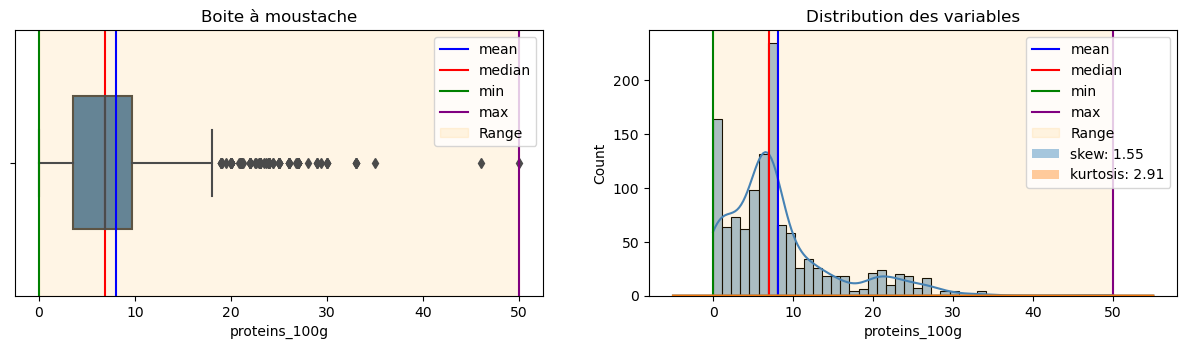 Boite à moustache
mean
median
min
max
Range
0 10 20 30 40 50
proteins_100g
Distribution des variables
mean
median
min
max
Range
skew: 1.55
kurtosis: 2.91
Count
200
150
100
50
0
0 10 20 30 40 50
proteins_100g